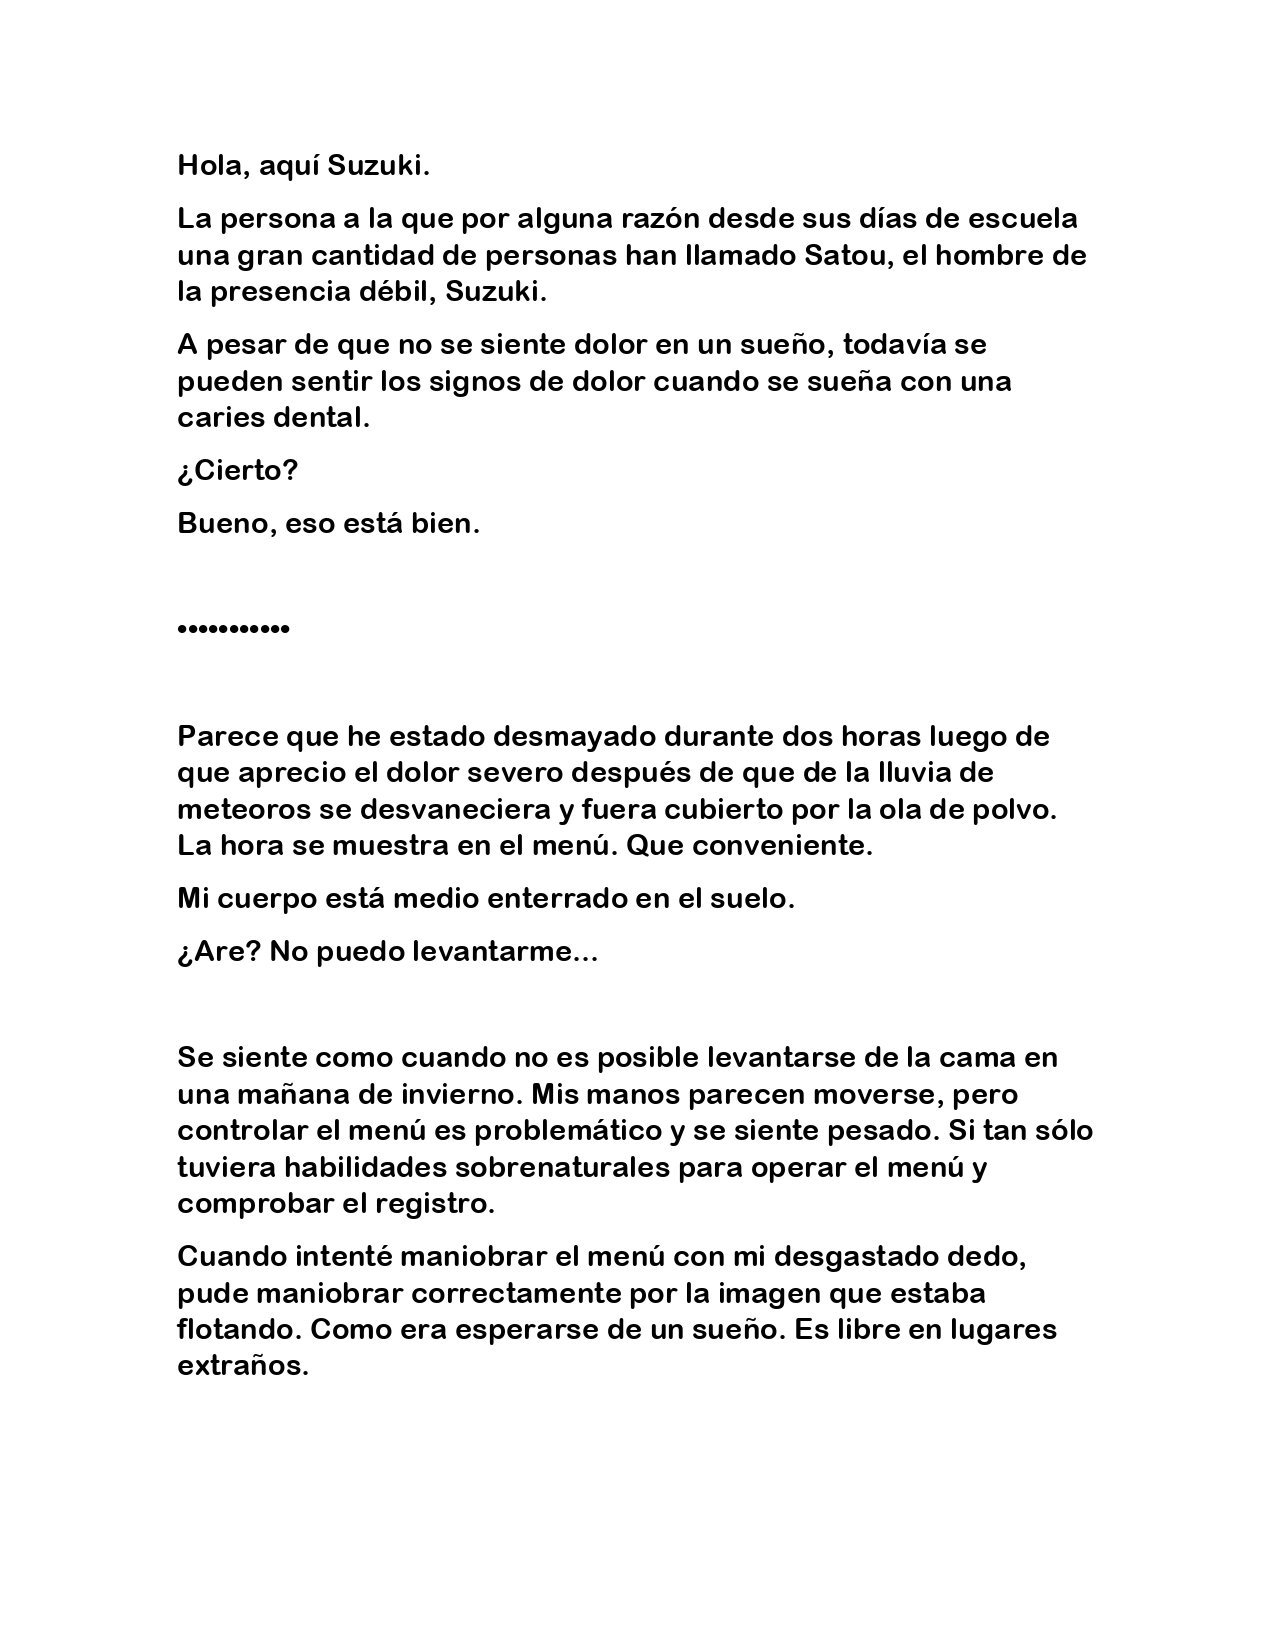 Hola, aquí Suzuki.
La persona a la que por alguna razón desde sus días de escuela
una gran cantidad de personas han llamado Satou, el hombre de
la presencia débil, Suzuki.
A pesar de que no se siente dolor en un sueño, todavía se
pueden sentir los signos de dolor cuando se sueña con una
caries dental.
¿Cierto?
Bueno, eso está bien.
•••••••••••
Parece que he estado desmayado durante dos horas luego de
que aprecio el dolor severo después de que de la lluvia de
meteoros se desvaneciera y fuera cubierto por la ola de polvo.
La hora se muestra en el menú. Que conveniente.
Mi cuerpo está medio enterrado en el suelo.
¿Are? No puedo levantarme...
Se siente como cuando no es posible levantarse de la cama en
una mañana de invierno. Mis manos parecen moverse, pero
controlar el menú es problemático y se siente pesado. Si tan sólo
tuviera habilidades sobrenaturales para operar el menú y
comprobar el registro.
Cuando intenté maniobrar el menú con mi desgastado dedo,
pude maniobrar correctamente por la imagen que estaba
flotando. Como era esperarse de un sueño. Es libre en lugares
extraños.